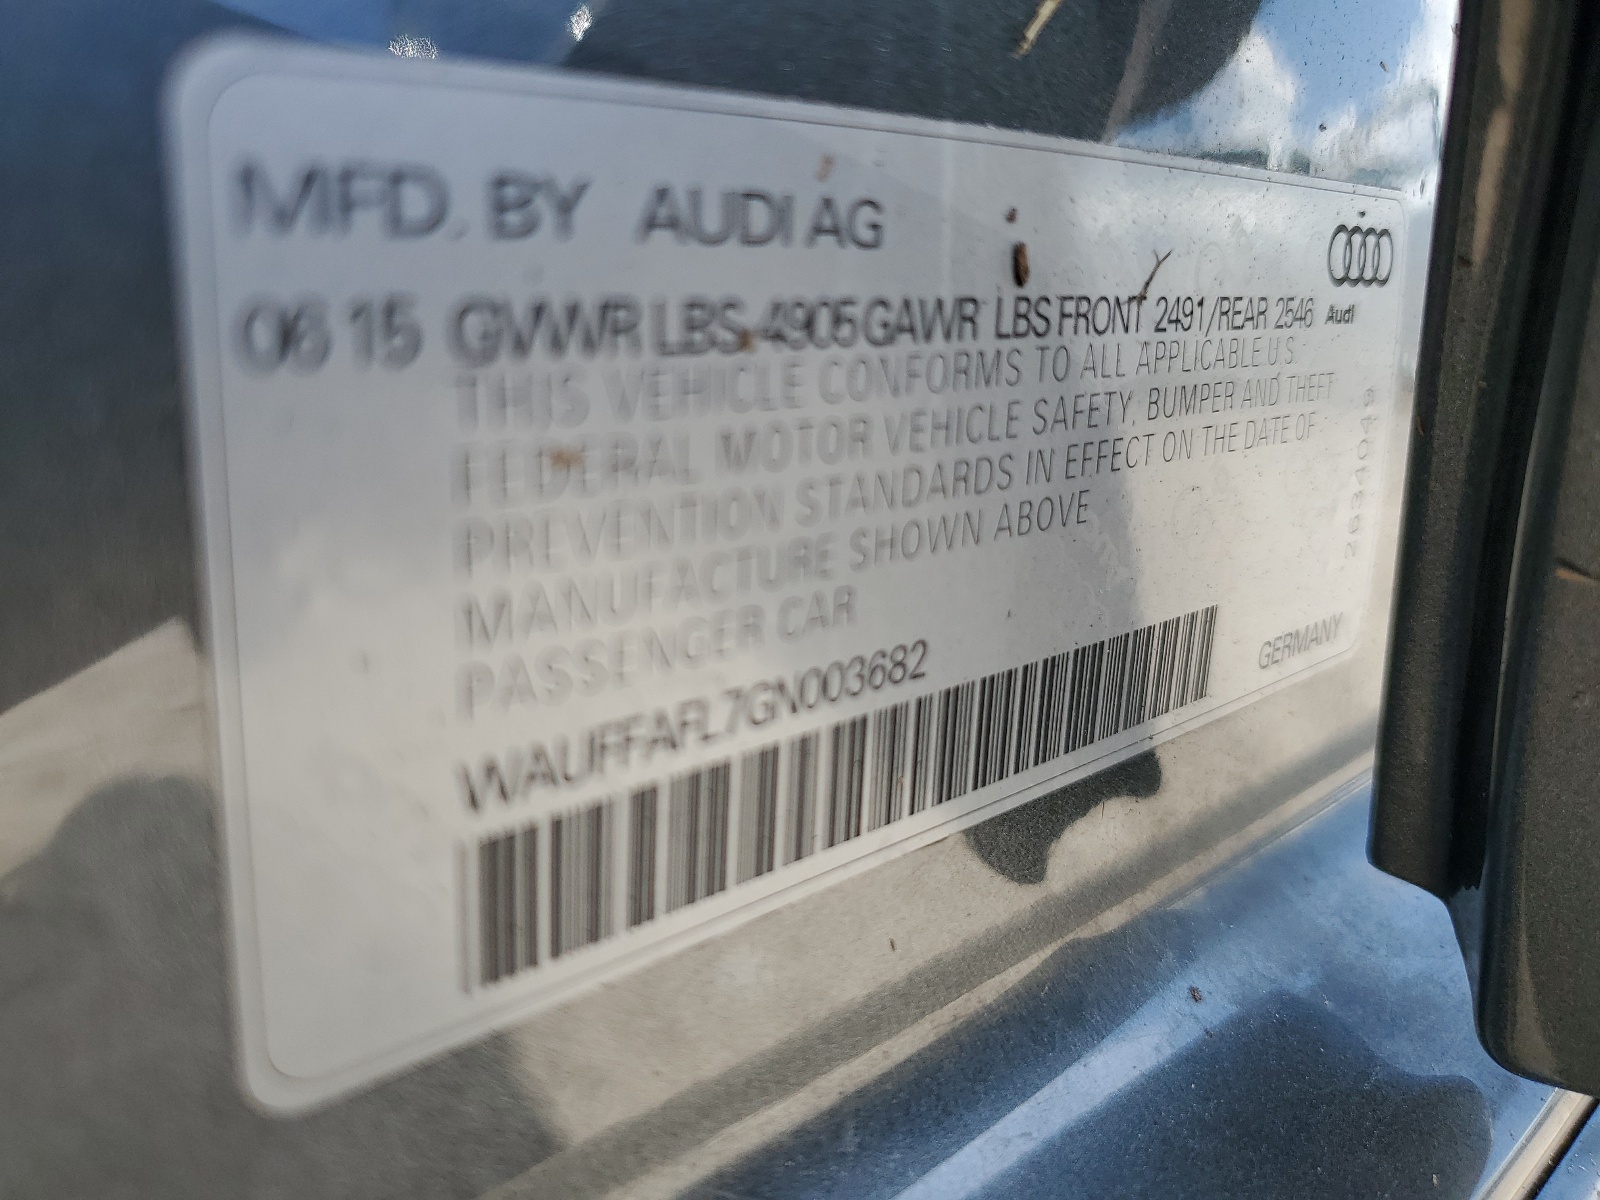 MFD. BY AUDI AG
06 15 GVWR LBS 4905 GAWR LBS FRONT 2491/REAR 2546
Audi
THIS VEHICLE CONFORMS TO ALL APPLICABLE U.S.
FEDERAL MOTOR VEHICLE SAFETY, BUMPER AND THEFT
PREVENTION STANDARDS IN EFFECT ON THE DATE OF
MANUFACTURE SHOWN ABOVE
PASSENGER CAR
WAUFFAFL7GN003682
GERMANY